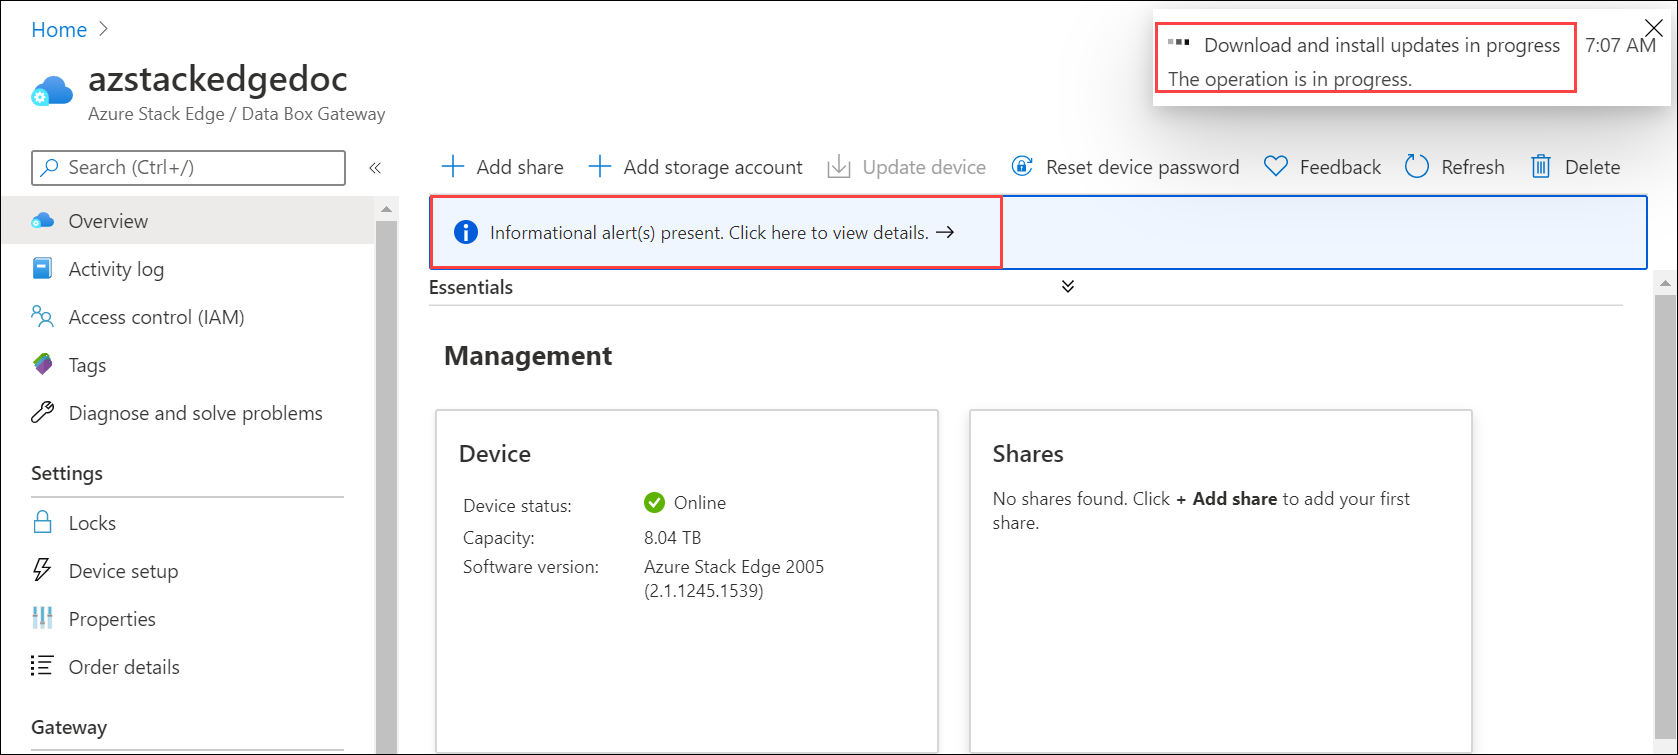 Home
Download and install updates in progress 7:07 AM
The operation is in progress.
azstackedgedoc
Azure Stack Edge / Data Box Gateway
Search (Ctrl+/)
Add share
Add storage account
Update device
Reset device password
Feedback
Refresh
Delete
Overview
Activity log
Access control (IAM)
Tags
Diagnose and solve problems
Settings
Locks
Device setup
Properties
Order details
Gateway
Informational alert(s) present. Click here to view details. →
Essentials
Management
Device
Device status: Online
Capacity: 8.04 TB
Software version: Azure Stack Edge 2005
(2.1.1245.1539)
Shares
No shares found. Click + Add share to add your first
share.